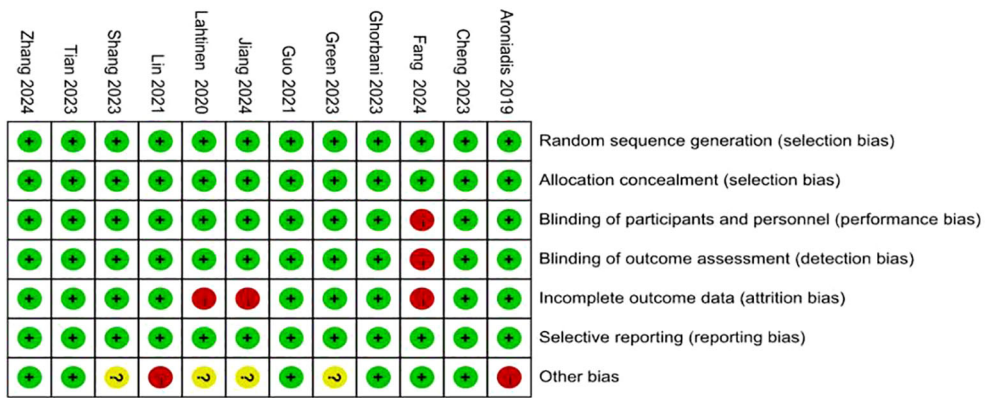 Zhang 2024
Tian 2023
Shang 2023
Lin 2021
Lahtinen 2020
Jiang 2024
Guo 2021
Green 2023
Ghorbani 2023
Fang 2024
Cheng 2023
Aroniadis 2019
+ + + + + + + + + + + + Random sequence generation (selection bias)
+ + + + + + + + + + + + Allocation concealment (selection bias)
+ + + + + + + + + - + + Blinding of participants and personnel (performance bias)
+ + + + + + + + + - + + Blinding of outcome assessment (detection bias)
+ + + + - - + + + - + + Incomplete outcome data (attrition bias)
+ + + + + + + + + + + + Selective reporting (reporting bias)
+ + ? - ? ? + ? + + + - Other bias